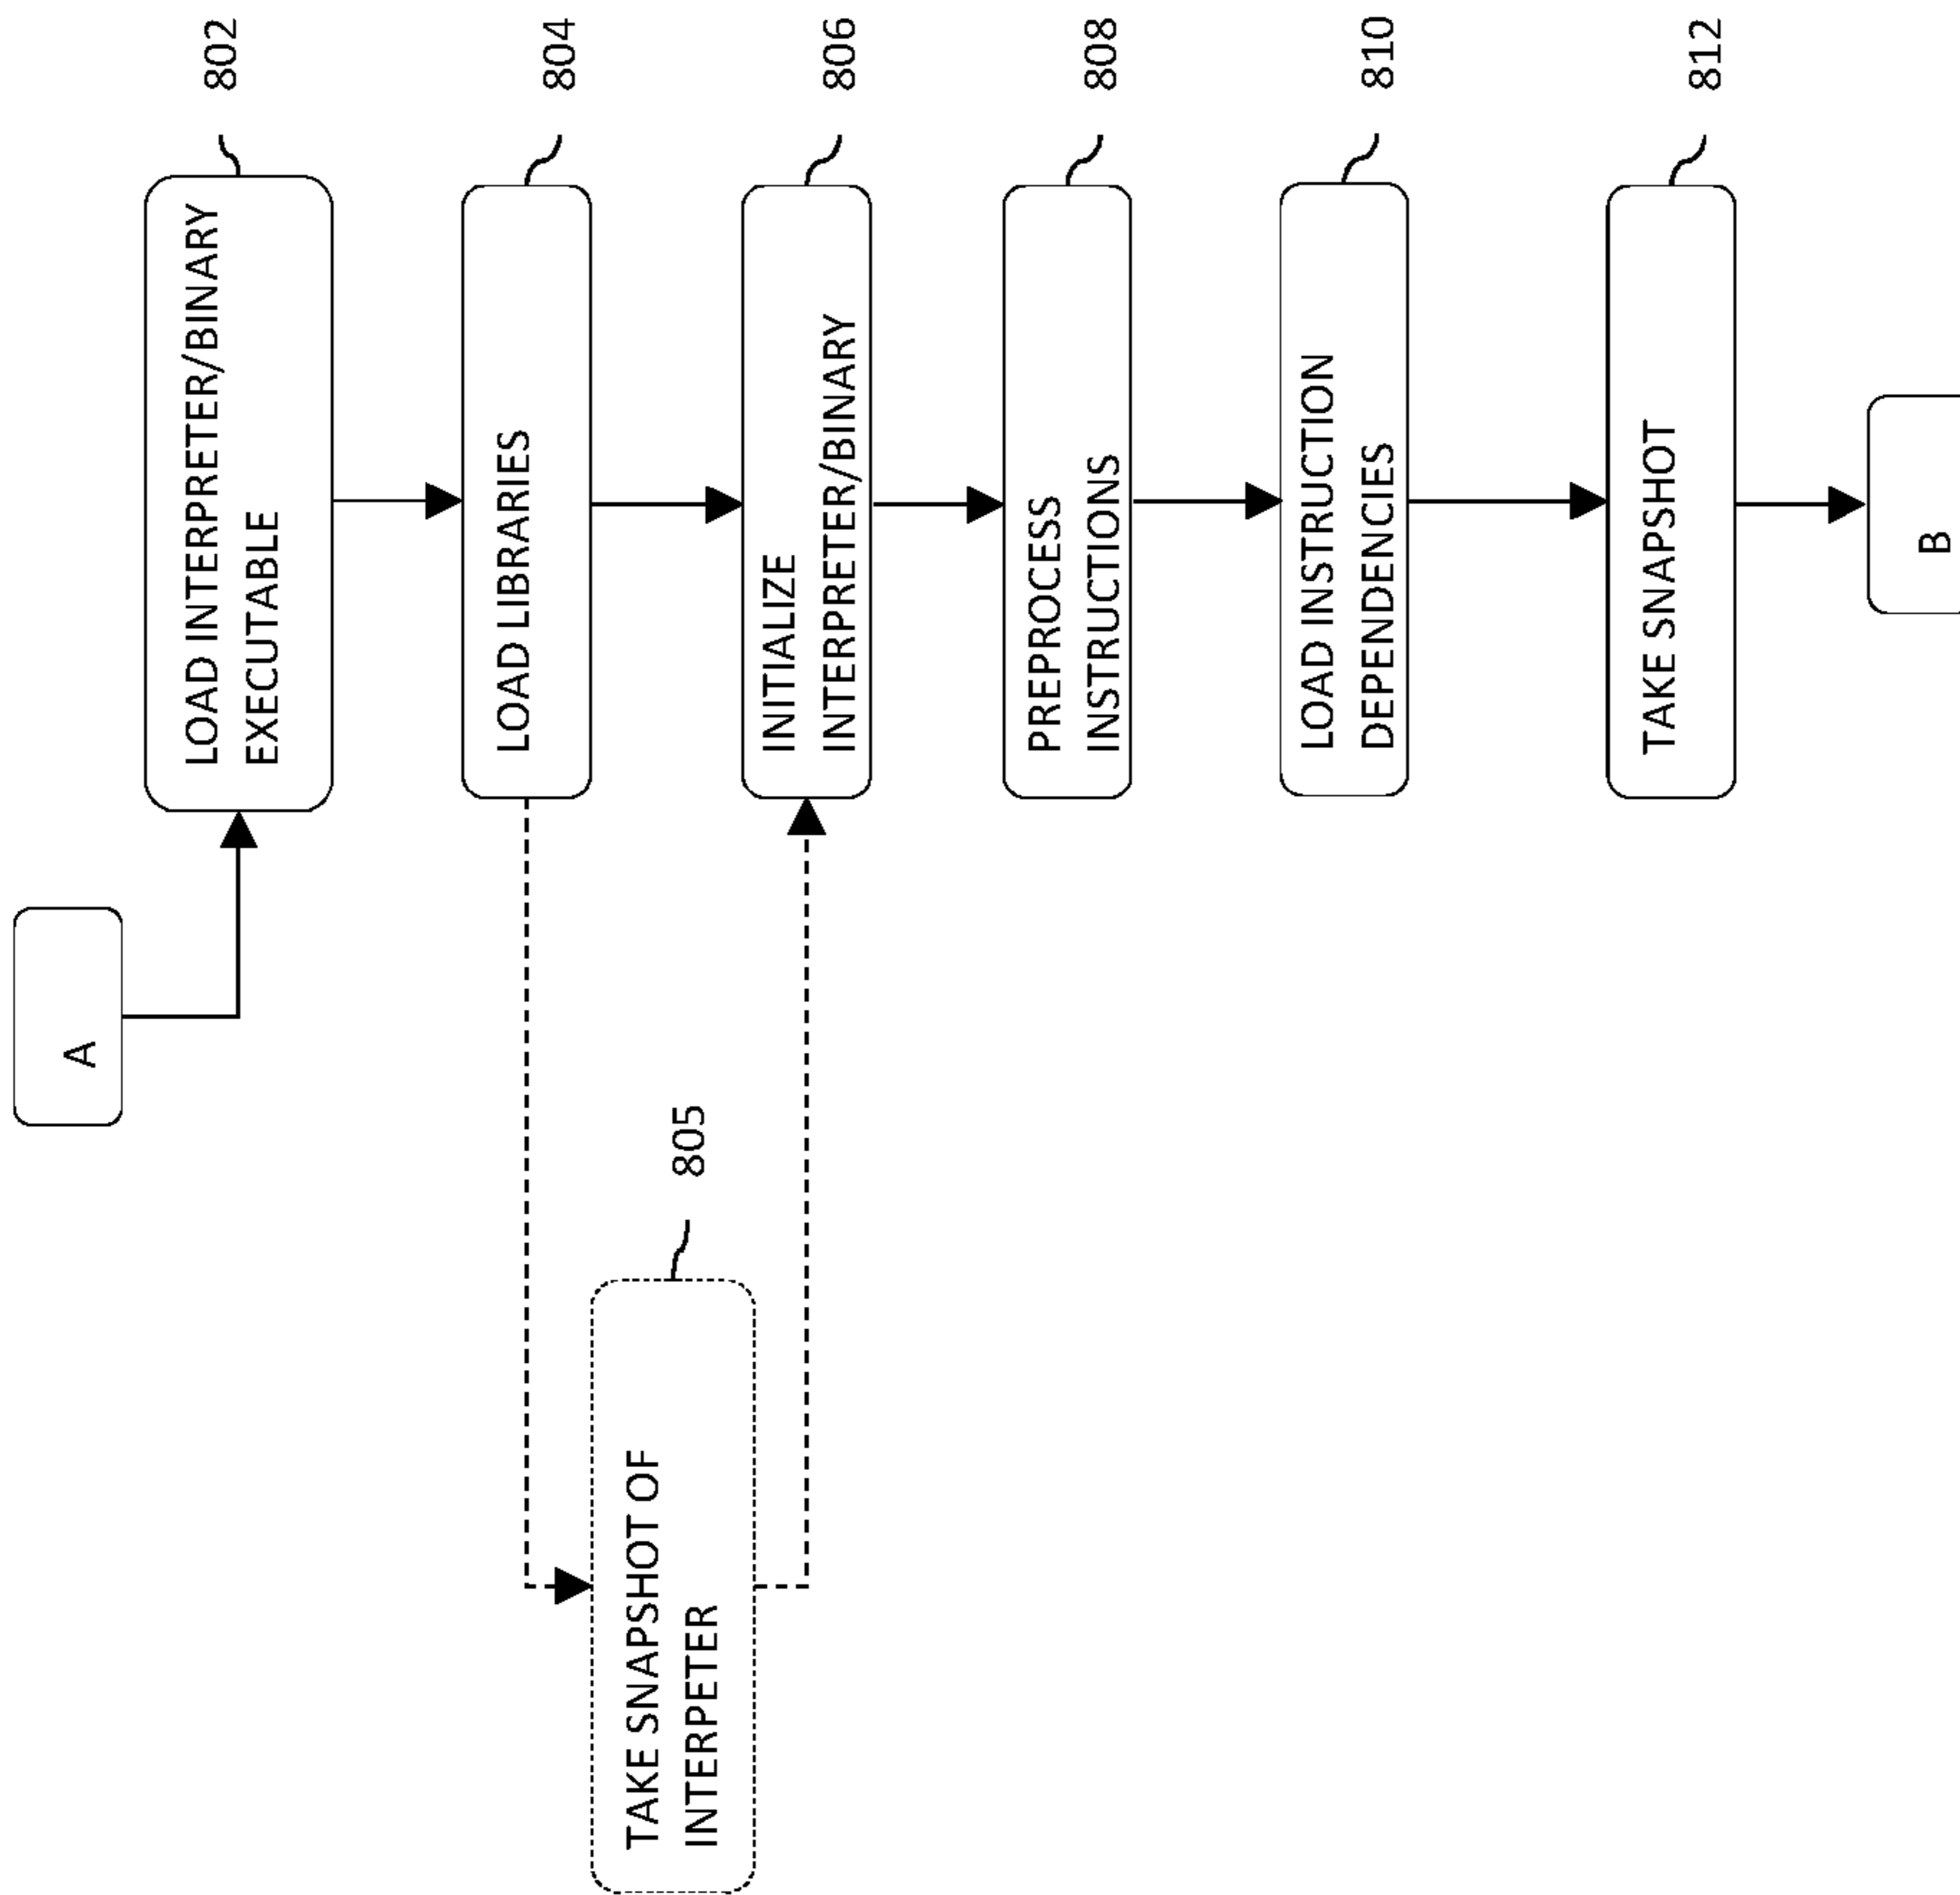 A
802
LOAD INTERPRETER/BINARY
EXECUTABLE
804
LOAD LIBRARIES
805
TAKE SNAPSHOT OF
INTERPETER
806
INITIALIZE
INTERPRETER/BINARY
808
PREPROCESS
INSTRUCTIONS
810
LOAD INSTRUCTION
DEPENDENCIES
812
TAKE SNAPSHOT
B